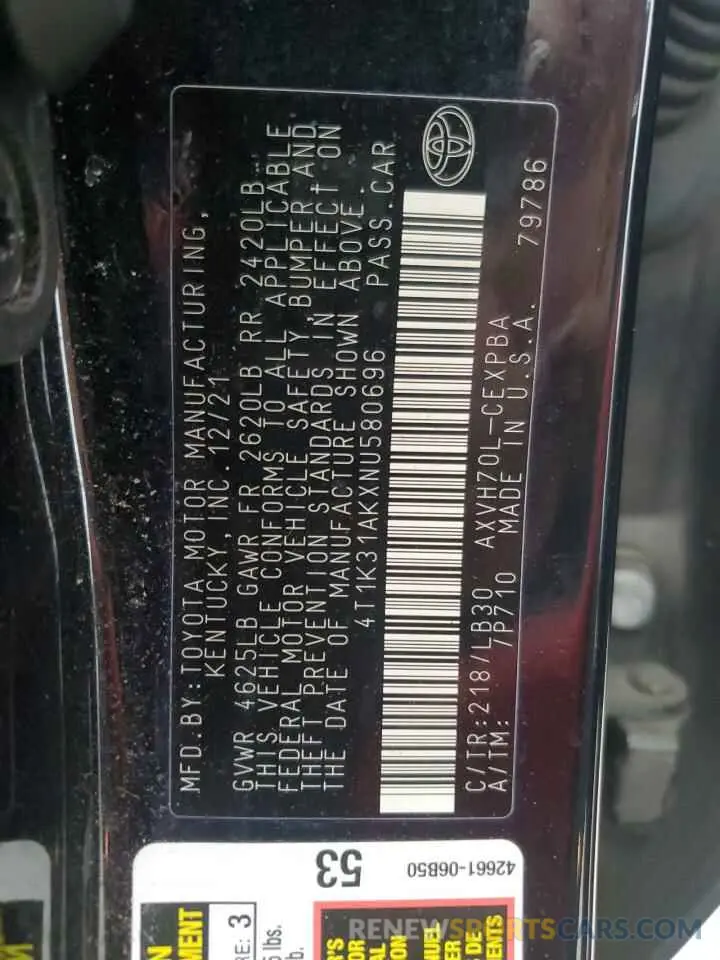 MFD.BY:TOYOTA MOTOR MANUFACTURING,
KENTUCKY, INC.12/21
GVWR 4625LB GAWR FR 2620LB RR 2420LB
THIS VEHICLE CONFORMS TO ALL APPLICABLE
FEDERAL MOTOR VEHICLE SAFETY,BUMPER,AND
THEFT PREVENTION STANDARDS IN EFFECT ON
THE DATE OF MANUFACTURE SHOWN ABOVE.
4T1K31AKXNU580696 PASS.CAR
C/TR:218/LB30 AXVH70L-CEXPBA
A/TM: 7P710 MADE IN U.S.A. 79786
53
42661-06B50
3
lbs.
RENEWSPORTSCARS.COM